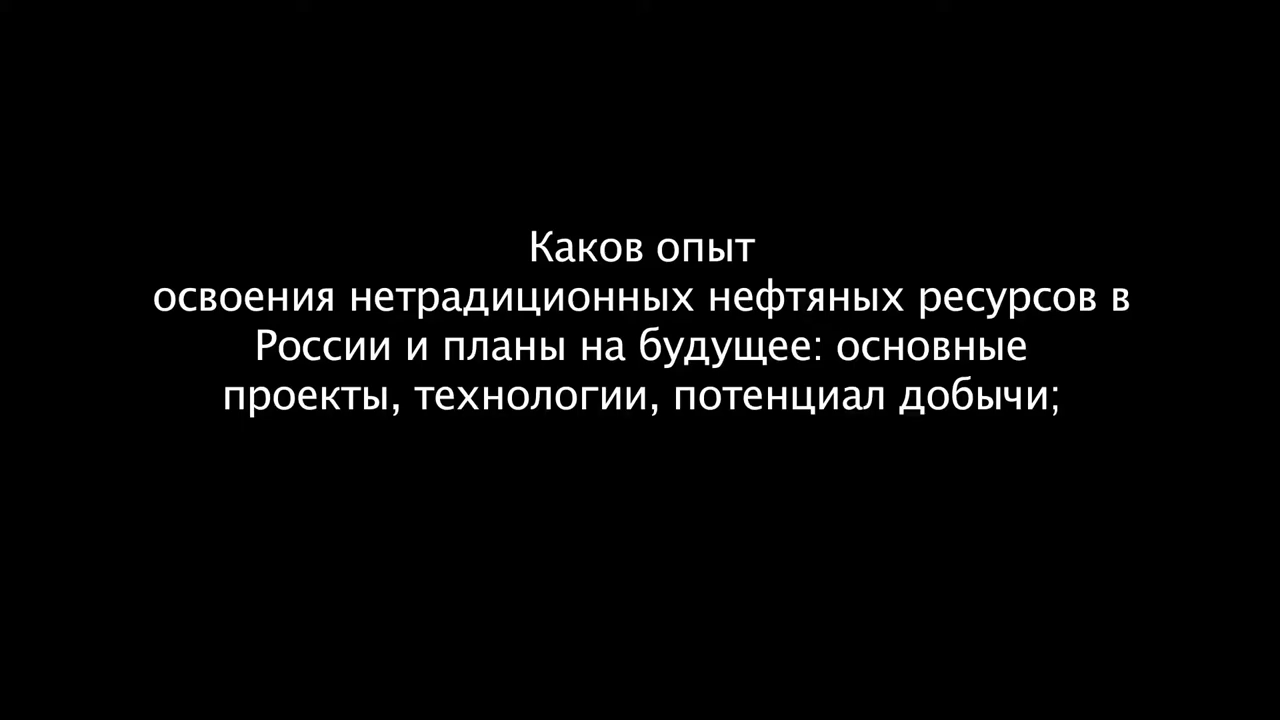 Каков опыт
освоения нетрадиционных нефтяных ресурсов в
России и планы на будущее: основные
проекты, технологии, потенциал добычи;